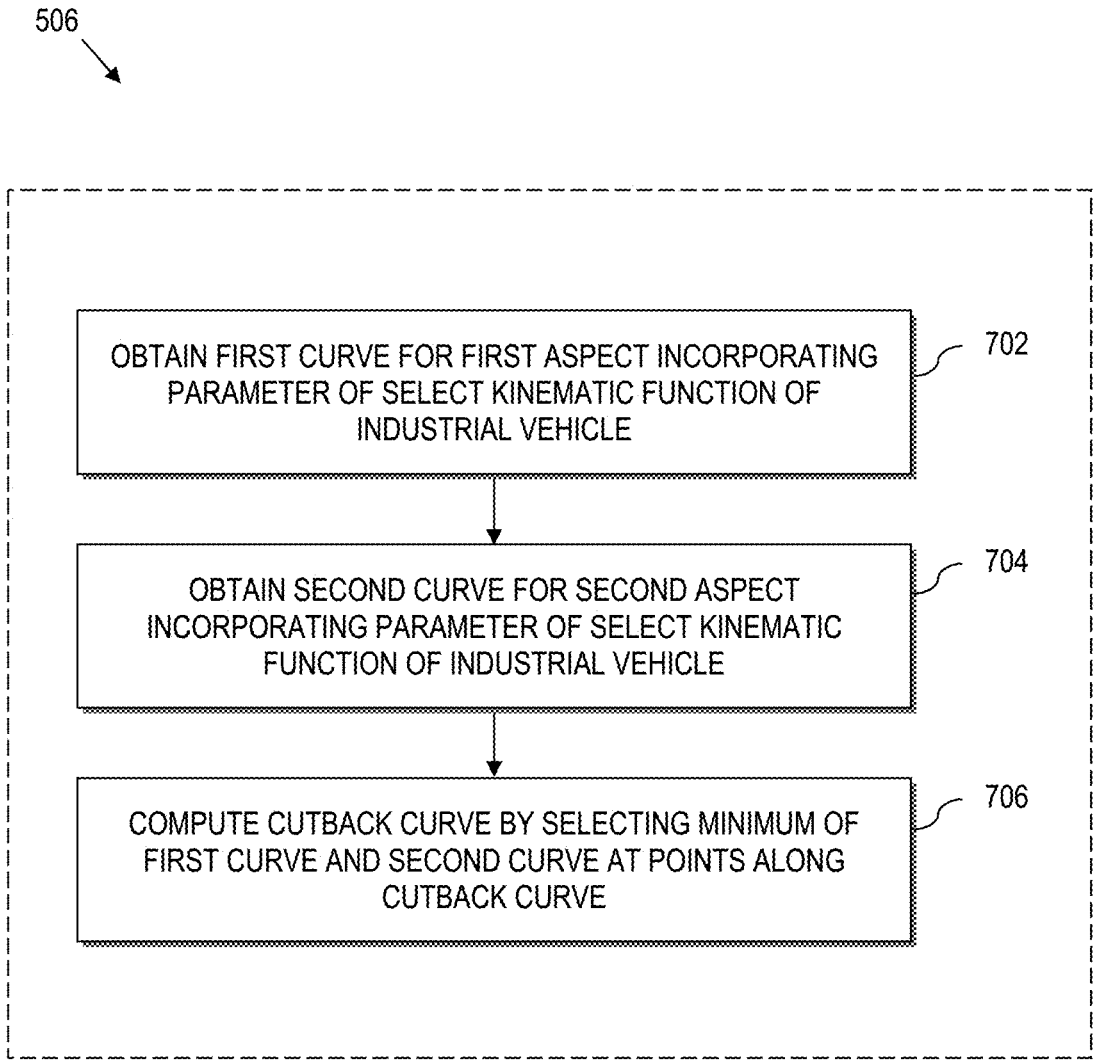 506
OBTAIN FIRST CURVE FOR FIRST ASPECT INCORPORATING
PARAMETER OF SELECT KINEMATIC FUNCTION OF
INDUSTRIAL VEHICLE
702
OBTAIN SECOND CURVE FOR SECOND ASPECT
INCORPORATING PARAMETER OF SELECT KINEMATIC
FUNCTION OF INDUSTRIAL VEHICLE
704
COMPUTE CUTBACK CURVE BY SELECTING MINIMUM OF
FIRST CURVE AND SECOND CURVE AT POINTS ALONG
CUTBACK CURVE
706